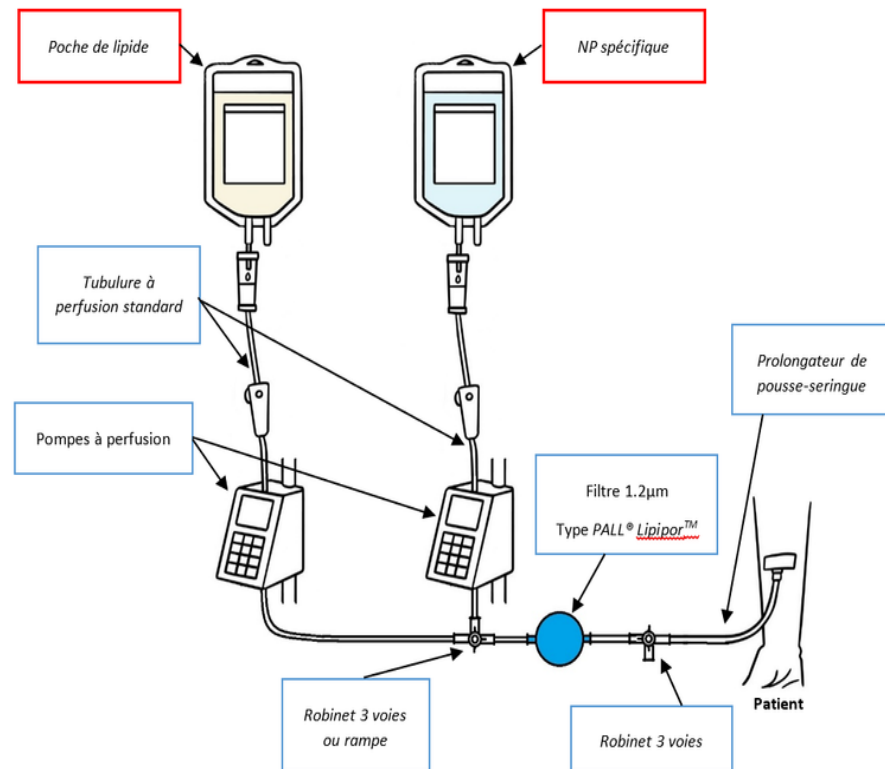 Poche de lipide
NP spécifique
Tubulure à
perfusion standard
Prolongateur de
pousse-seringue
Pompes à perfusion
Filtre 1.2µm
Type PALL® Lipipor™
Patient
Robinet 3 voies
ou rampe
Robinet 3 voies